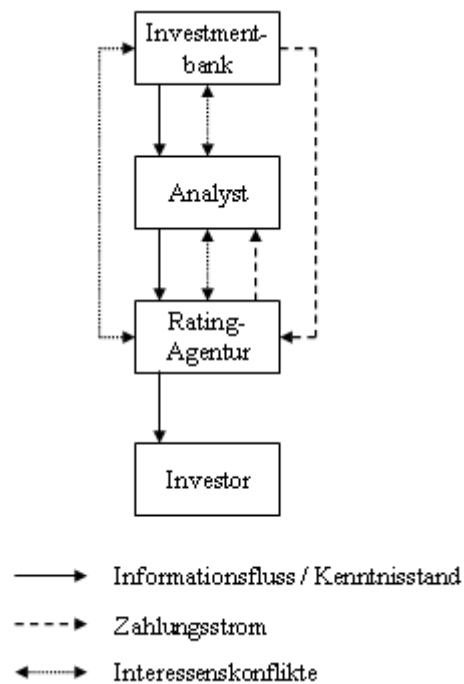 Investment-
bank
Analyst
Rating-
Agentur
Investor
Informationsfluss / Kenntnisstand
Zahlungsstrom
Interessenskonflikte